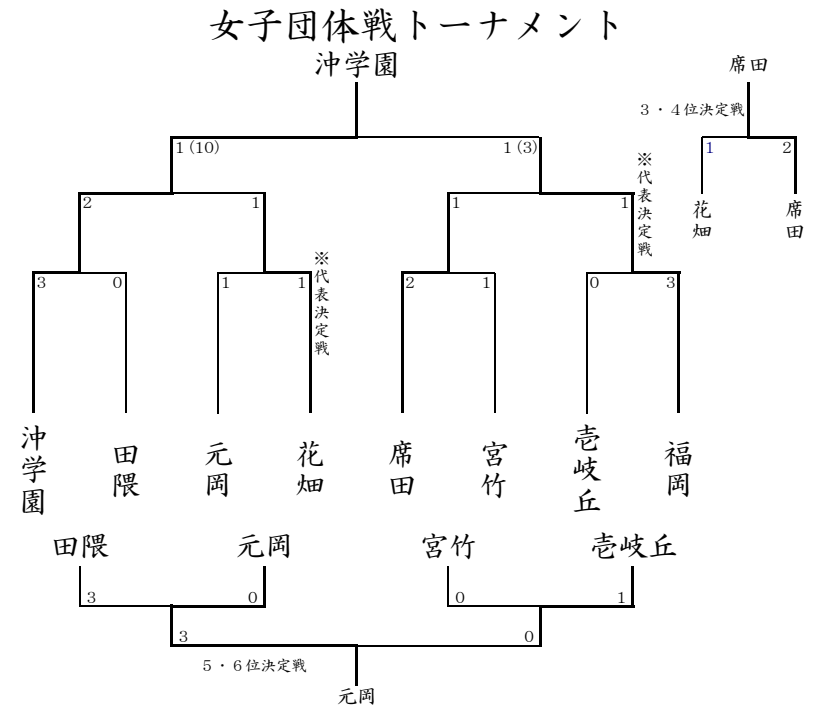 女子団体戦トーナメント
沖学園
席田
3・4位決定戦
1 (10)
1 (3)
1
2
花畑
席田
2
1
1
1
※代表決定戦
3
0
1
1
※代表決定戦
2
1
0
3
沖学園
田隈
元岡
花畑
席田
宮竹
壱岐丘
福岡
田隈
元岡
宮竹
壱岐丘
3
0
0
1
3
0
5・6位決定戦
元岡